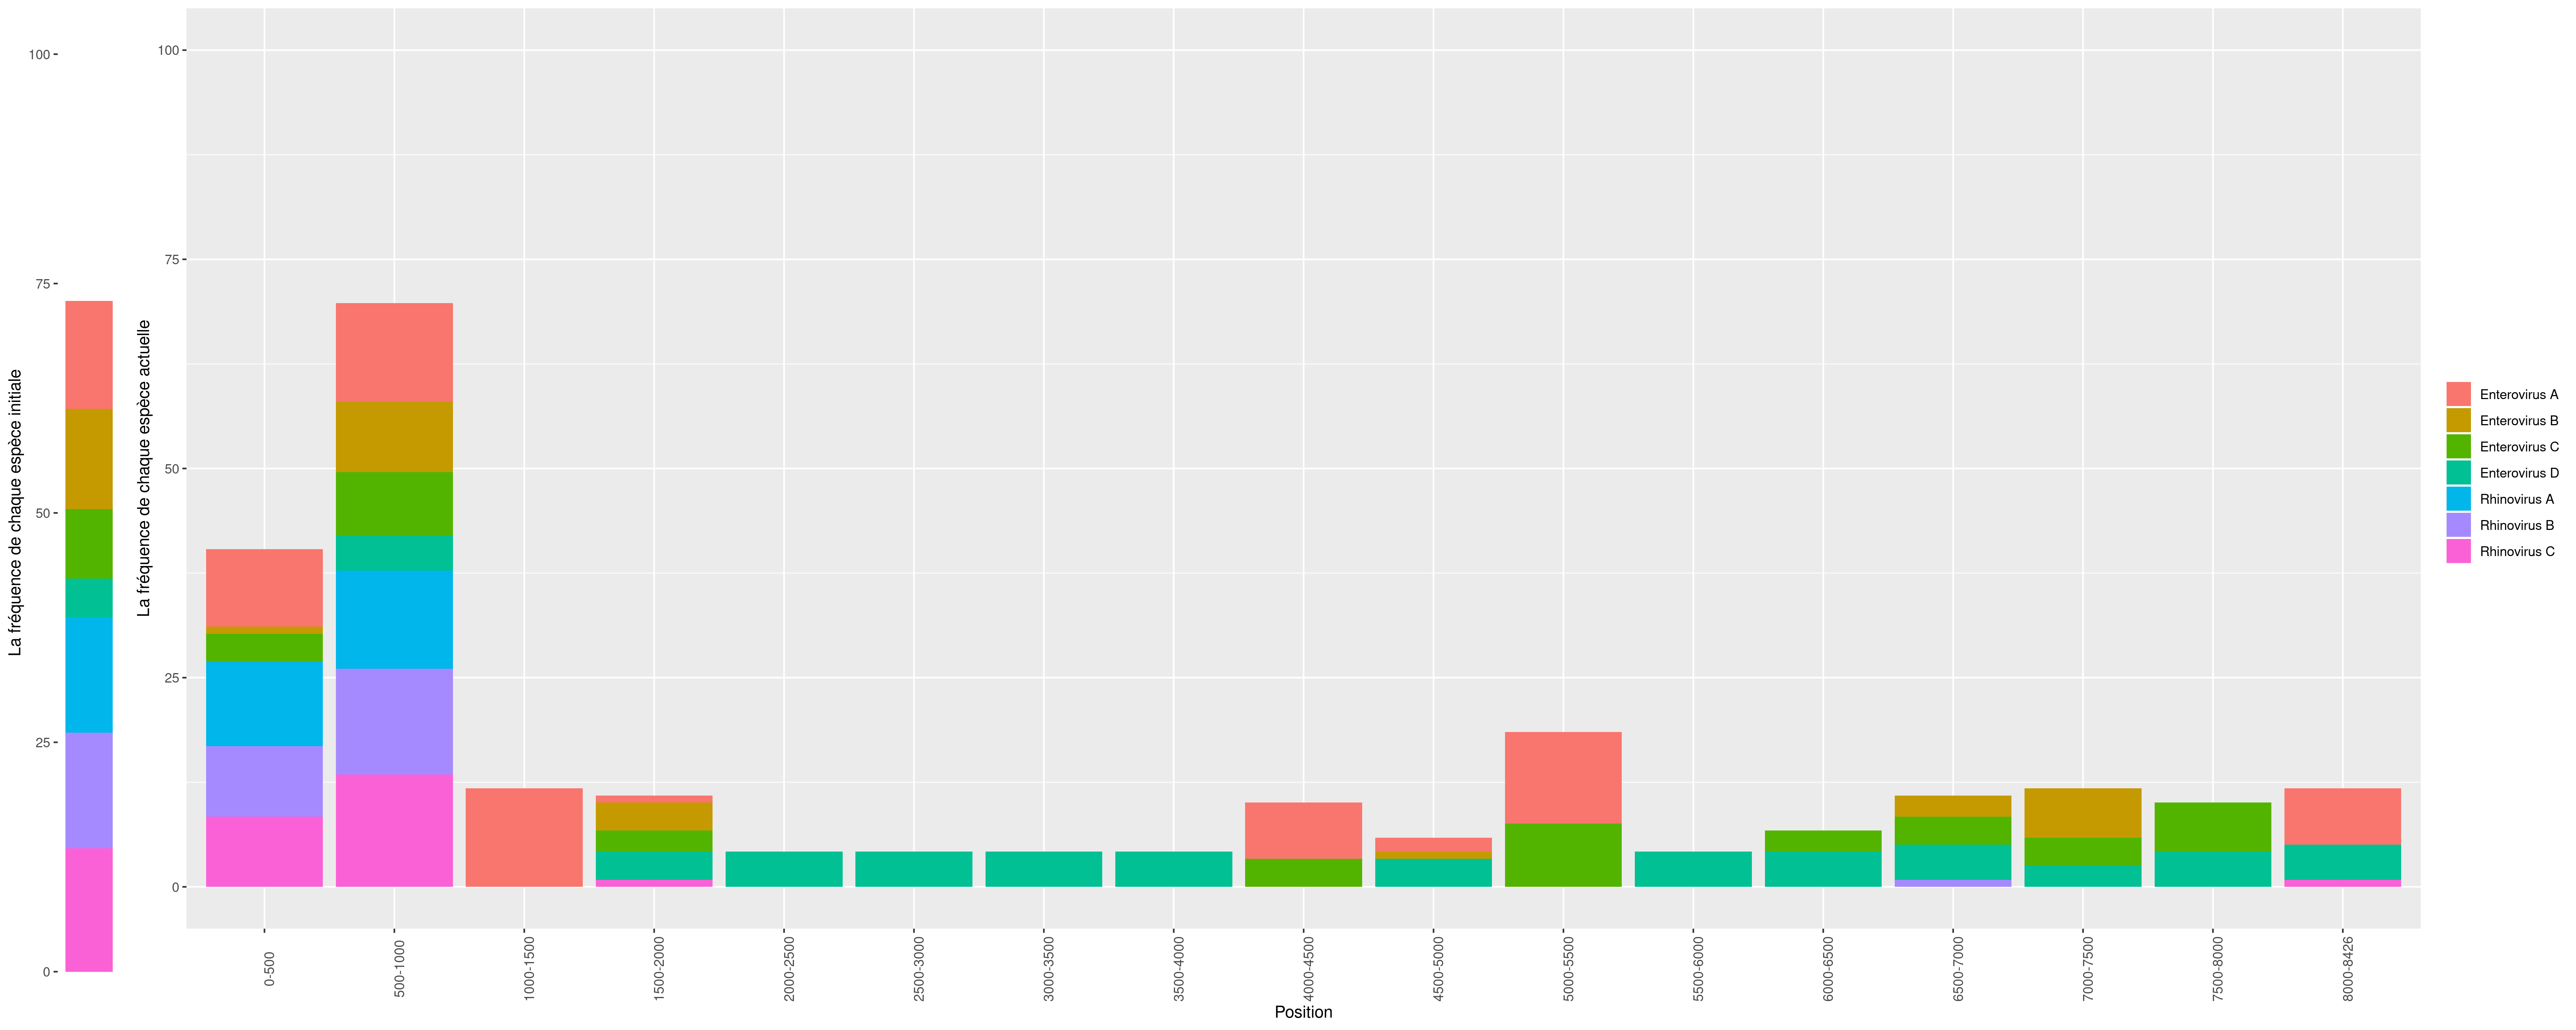 La fréquence de chaque espèce initiale
100
75
50
25
0
La fréquence de chaque espèce actuelle
100
75
50
25
0
0-500
500-1000
1000-1500
1500-2000
2000-2500
2500-3000
3000-3500
3500-4000
4000-4500
4500-5000
5000-5500
5500-6000
6000-6500
6500-7000
7000-7500
7500-8000
8000-8426
Position
Enterovirus A
Enterovirus B
Enterovirus C
Enterovirus D
Rhinovirus A
Rhinovirus B
Rhinovirus C